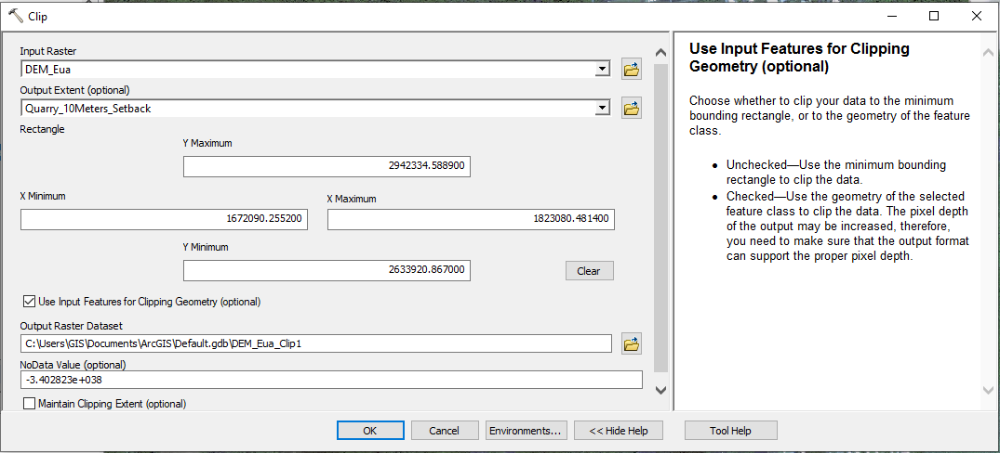 Clip
Input Raster
DEM_Eua
Output Extent (optional)
Quarry_10Meters_Setback
Rectangle
Y Maximum
2942334.588900
X Minimum
X Maximum
1672090.255200
1823080.481400
Y Minimum
2633920.867000
Clear
Use Input Features for Clipping Geometry (optional)
Output Raster Dataset
C:\Users\GIS\Documents\ArcGIS\Default.gdb\DEM_Eua_Clip1
NoData Value (optional)
-3.402823e+038
Maintain Clipping Extent (optional)
OK
Cancel
Environments...
<< Hide Help
Tool Help
Use Input Features for Clipping
Geometry (optional)
Choose whether to clip your data to the minimum
bounding rectangle, or to the geometry of the feature
class.
• Unchecked—Use the minimum bounding
rectangle to clip the data.
• Checked—Use the geometry of the selected
feature class to clip the data. The pixel depth
of the output may be increased, therefore,
you need to make sure that the output format
can support the proper pixel depth.